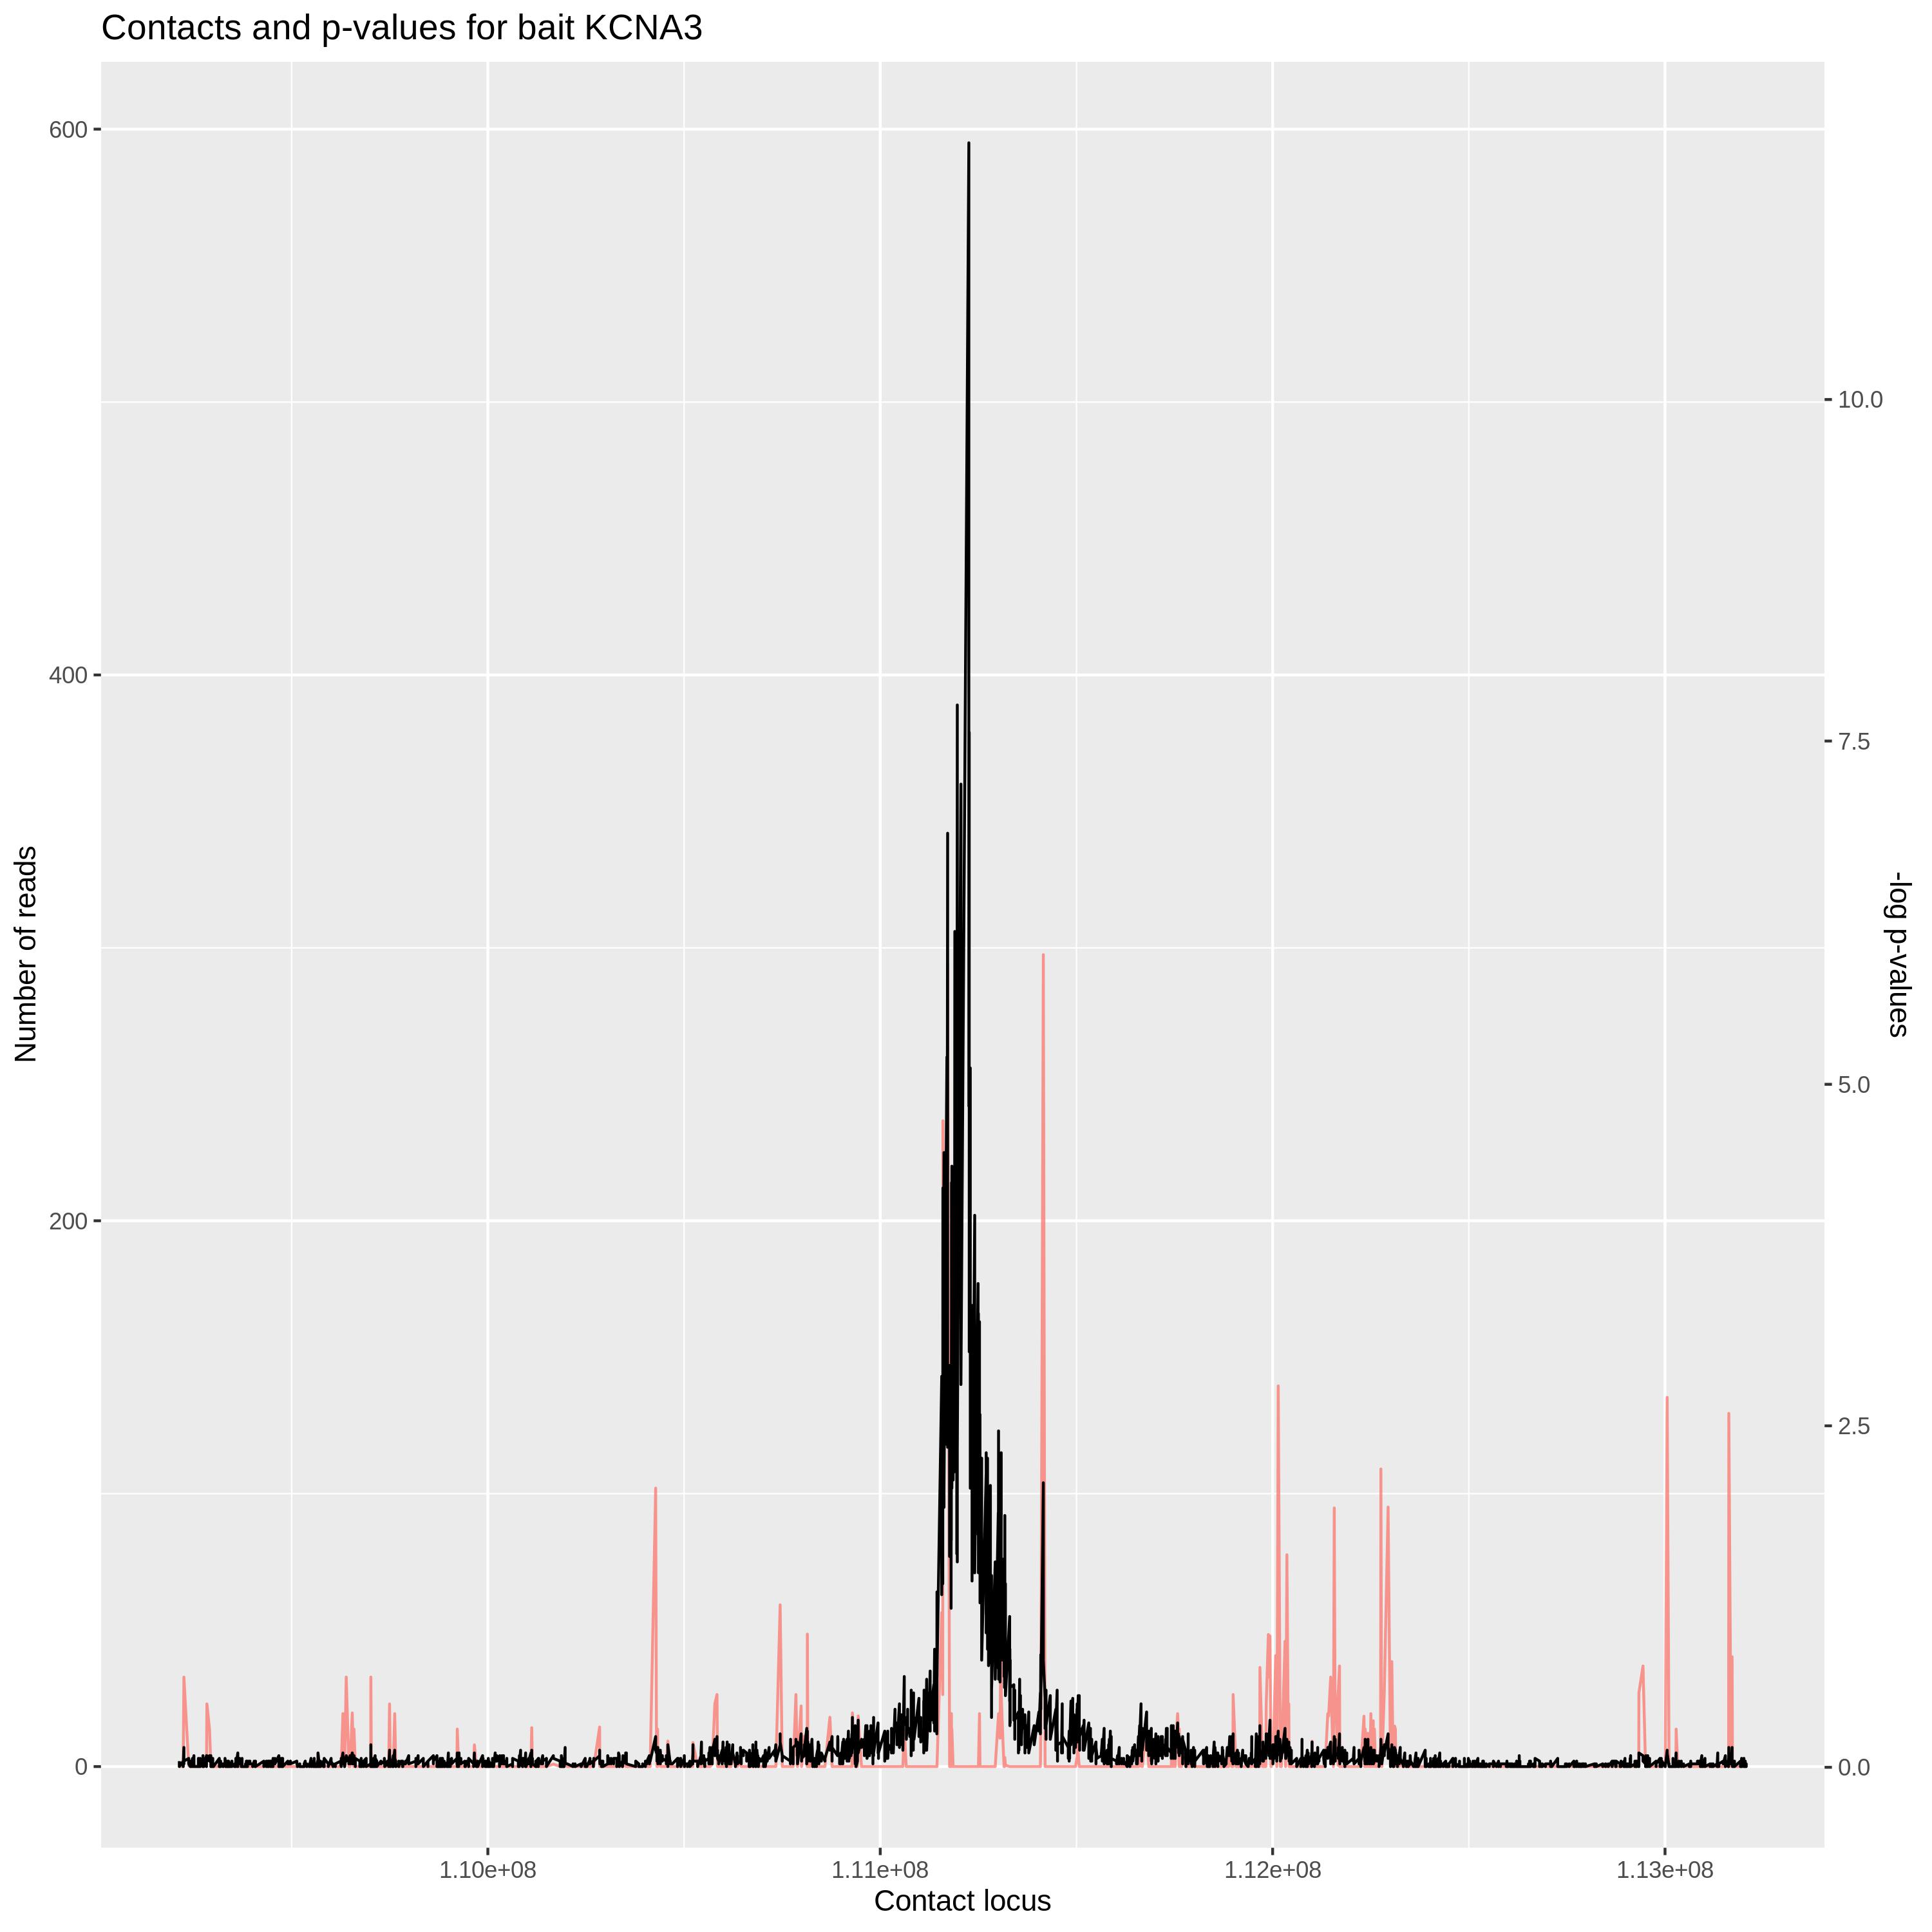 Contacts and p-values for bait KCNA3
600
400
200
0
Number of reads
10.0
7.5
5.0
2.5
0.0
-log p-values
1.10e+08
1.11e+08
1.12e+08
1.13e+08
Contact locus